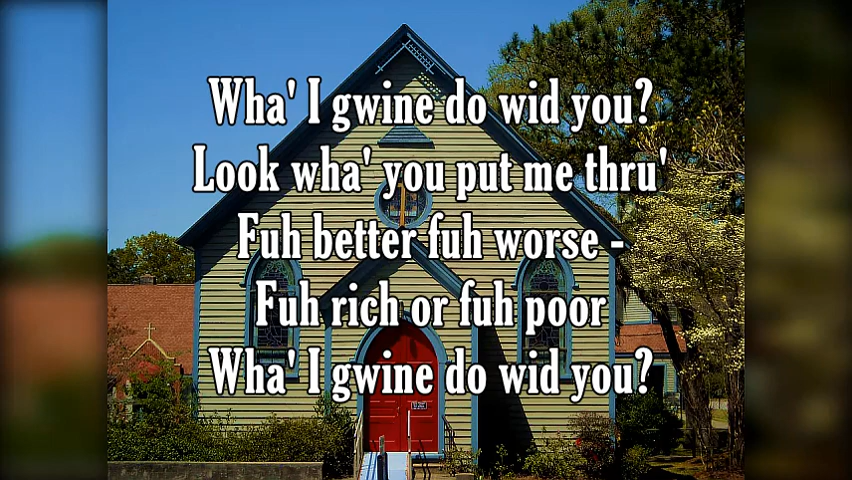 Wha' I gwine do wid you?
Look wha' you put me thru'
Fuh better fuh worse -
Fuh rich or fuh poor
Wha' I gwine do wid you?